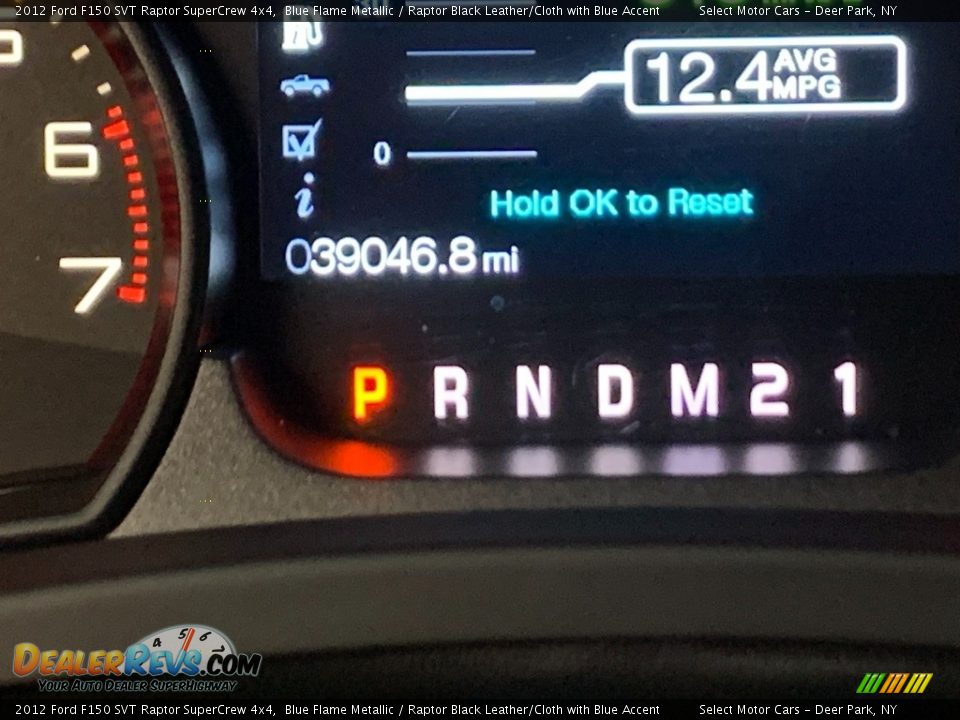 2012 Ford F150 SVT Raptor SuperCrew 4x4, Blue Flame Metallic / Raptor Black Leather/Cloth with Blue Accent Select Motor Cars - Deer Park, NY
12.4 AVG MPG
6
0
Hold OK to Reset
039046.8 mi
7
P R N D M 2 1
4 5 6
DealerRevs.com
Your Auto Dealer SuperHighway
2012 Ford F150 SVT Raptor SuperCrew 4x4, Blue Flame Metallic / Raptor Black Leather/Cloth with Blue Accent Select Motor Cars - Deer Park, NY